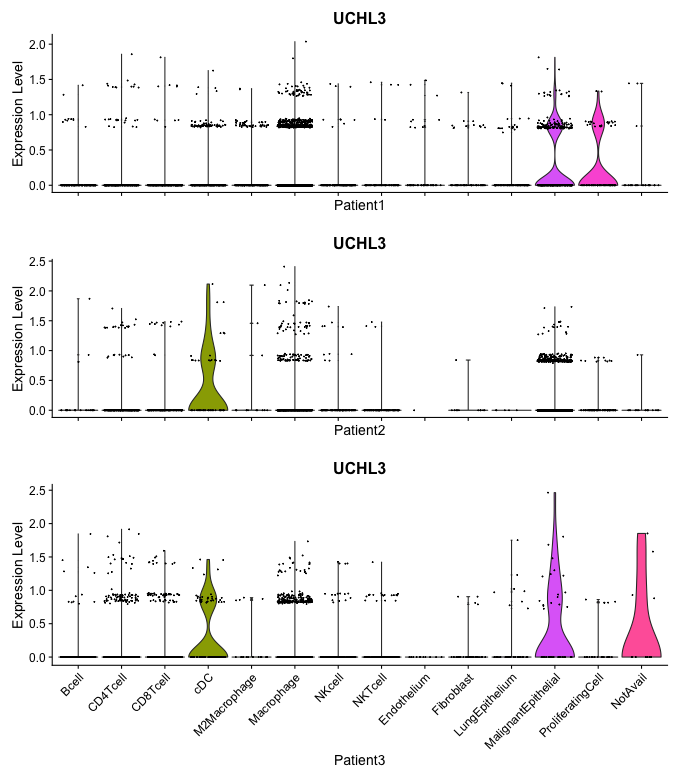 UCHL3
Expression Level
2.0
1.5
1.0
0.5
0.0
Patient1
UCHL3
Expression Level
2.5
2.0
1.5
1.0
0.5
0.0
Patient2
UCHL3
Expression Level
2.5
2.0
1.5
1.0
0.5
0.0
Bcell
CD4Tcell
CD8Tcell
cDC
M2Macrophage
Macrophage
NKcell
NKTcell
Endothelium
Fibroblast
LungEpithelium
MalignantEpithelial
ProliferatingCell
NotAvail
Patient3